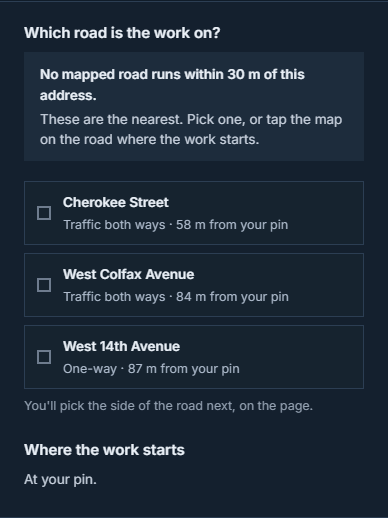 Which road is the work on?
No mapped road runs within 30 m of this
address.
These are the nearest. Pick one, or tap the map
on the road where the work starts.
Cherokee Street
Traffic both ways · 58 m from your pin
West Colfax Avenue
Traffic both ways · 84 m from your pin
West 14th Avenue
One-way · 87 m from your pin
You'll pick the side of the road next, on the page.
Where the work starts
At your pin.